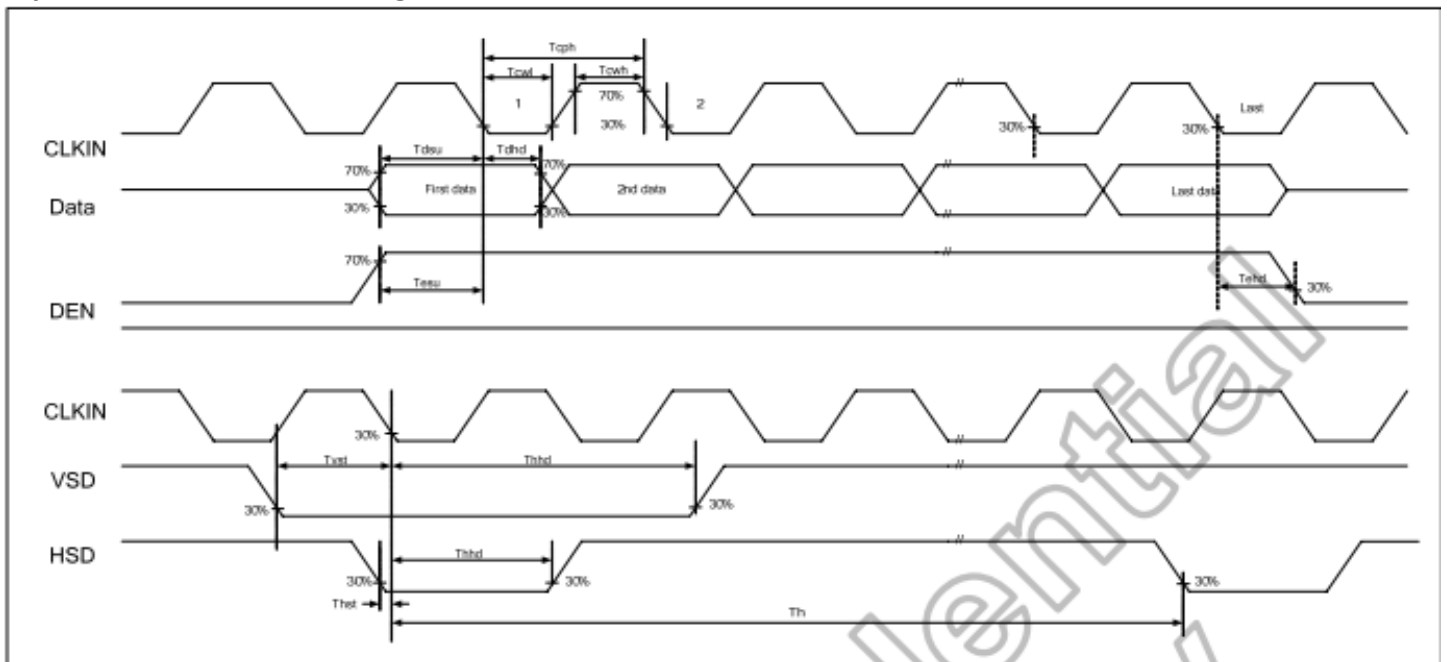 Tcph
Tcwl Tcwh
1 70% 2 Last
30% 30% 30%
CLKIN
Tdsu Tdhd
70% 70%
First data 2nd data Last dat
Data
30% 30%
70%
Tesu Tehd
30%
DEN
CLKIN
30%
Tvst Thhd
VSD
30% 30%
HSD
Thhd
30% 30% 30%
Thst
Th
lential